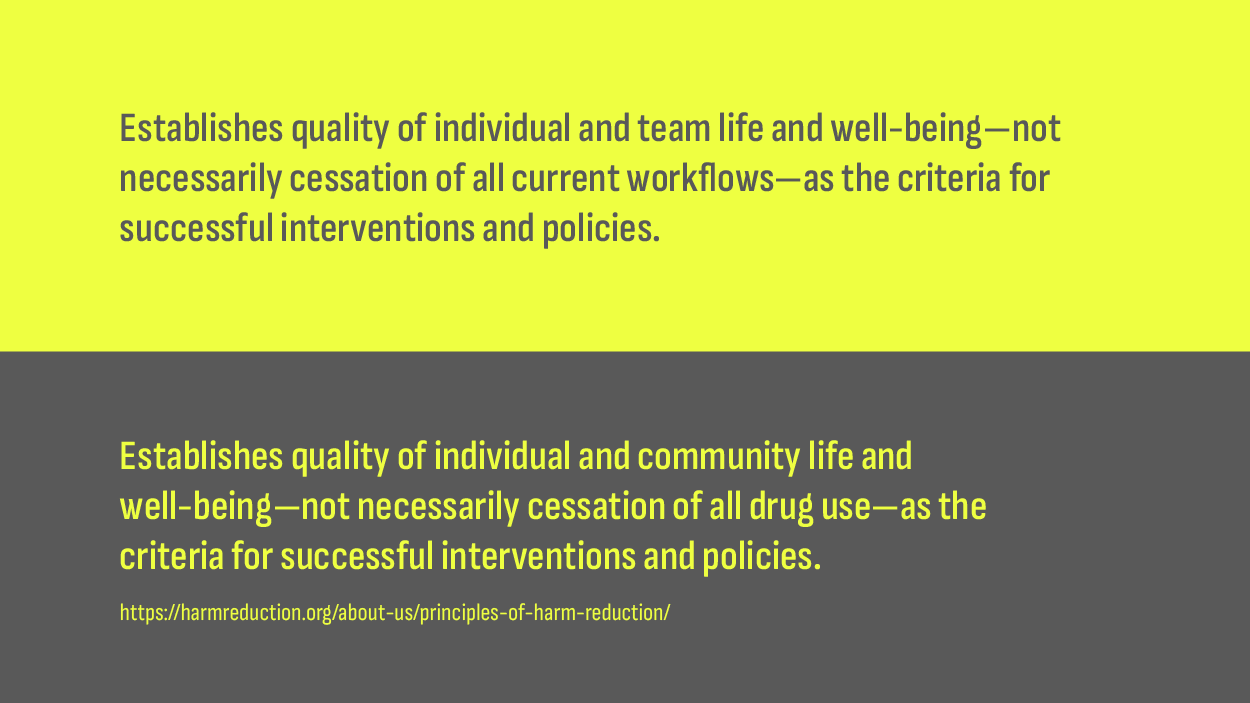 Establishes quality of individual and team life and well-being—not
necessarily cessation of all current workflows—as the criteria for
successful interventions and policies.
Establishes quality of individual and community life and
well-being—not necessarily cessation of all drug use—as the
criteria for successful interventions and policies.
https://harmreduction.org/about-us/principles-of-harm-reduction/